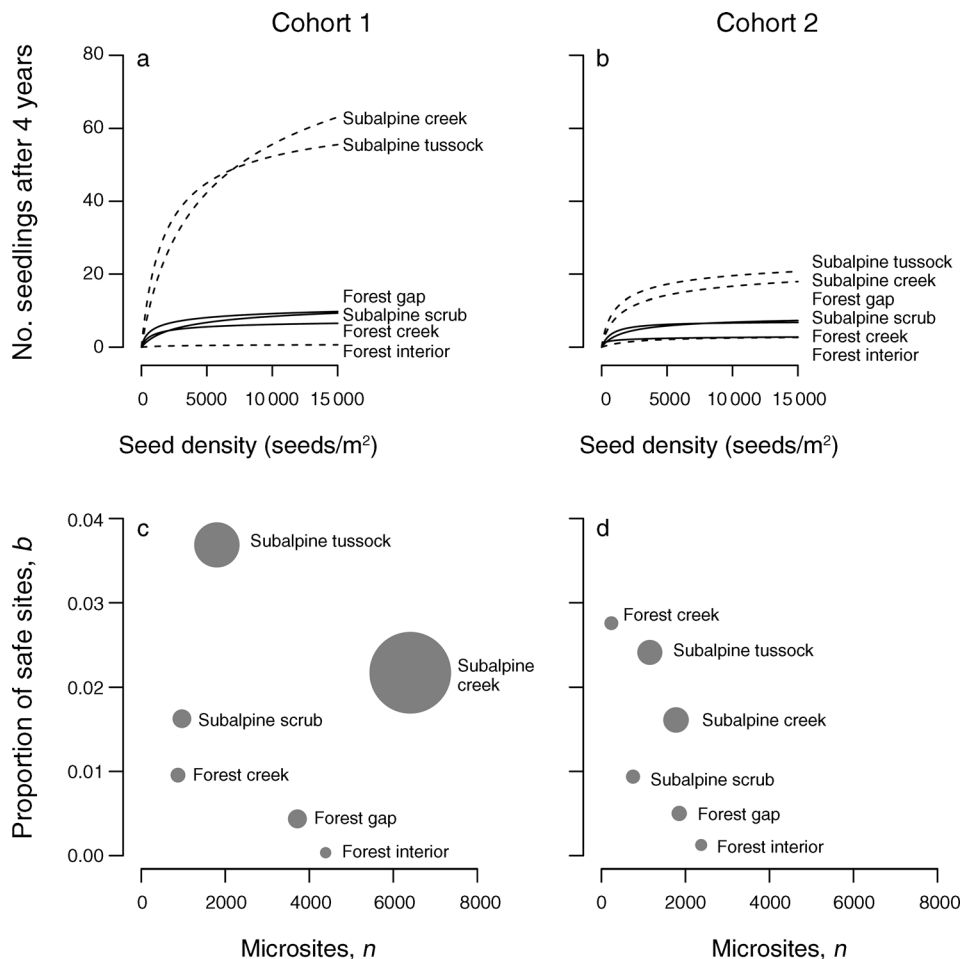 Cohort 1
Cohort 2
No. seedlings after 4 years
a
80
60
40
20
0
Subalpine creek
Subalpine tussock
Forest gap
Subalpine scrub
Forest creek
Forest interior
0 5000 10 000 15 000
Seed density (seeds/m²)
b
Subalpine tussock
Subalpine creek
Forest gap
Subalpine scrub
Forest creek
Forest interior
0 5000 10 000 15 000
Seed density (seeds/m²)
Proportion of safe sites, b
c
0.04
0.03
0.02
0.01
0.00
Subalpine tussock
Subalpine
creek
Subalpine scrub
Forest creek
Forest gap
Forest interior
0 2000 4000 6000 8000
Microsites, n
d
Forest creek
Subalpine tussock
Subalpine creek
Subalpine scrub
Forest gap
Forest interior
0 2000 4000 6000 8000
Microsites, n